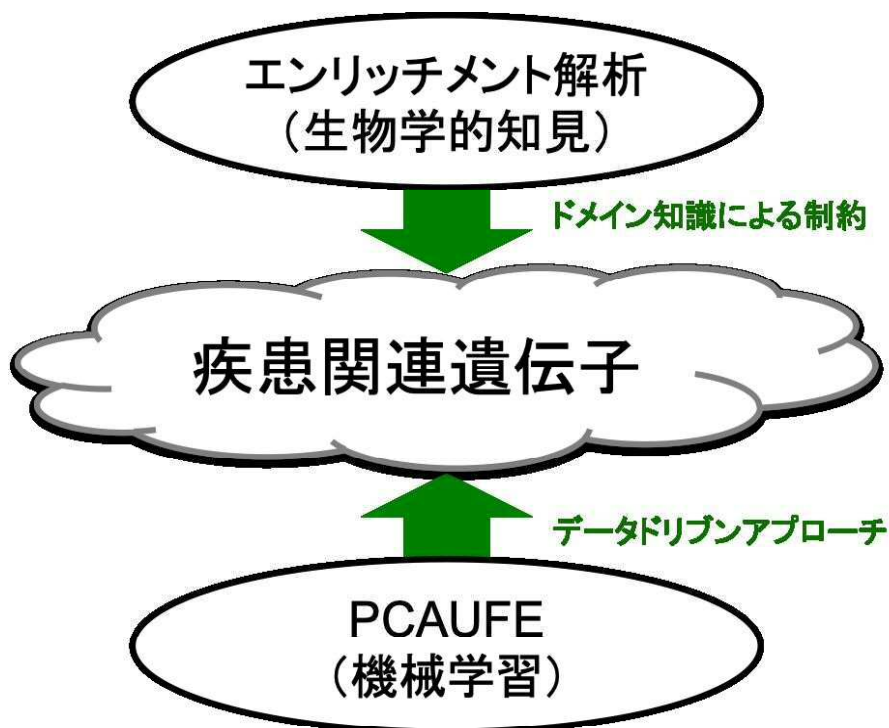 エンリッチメント解析
（生物学的知見）
ドメイン知識による制約
疾患関連遺伝子
データドリブンアプローチ
PCAUFE
（機械学習）